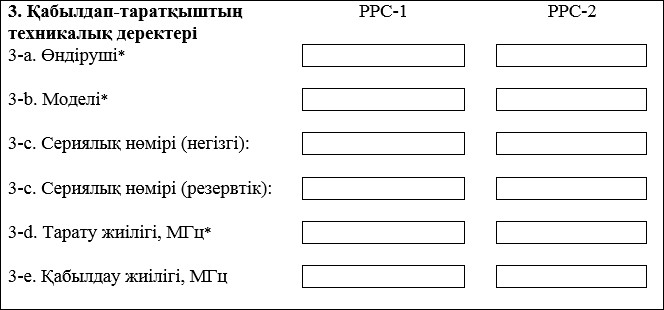 3. Қабылдап-таратқыштың РРС-1 РРС-2
техникалық деректері
3-a. Өндіруші*
3-b. Моделі*
3-c. Сериялық нөмірі (негізгі):
3-c. Сериялық нөмірі (резервтік):
3-d. Тарату жиілігі, МГц*
3-e. Қабылдау жиілігі, МГц